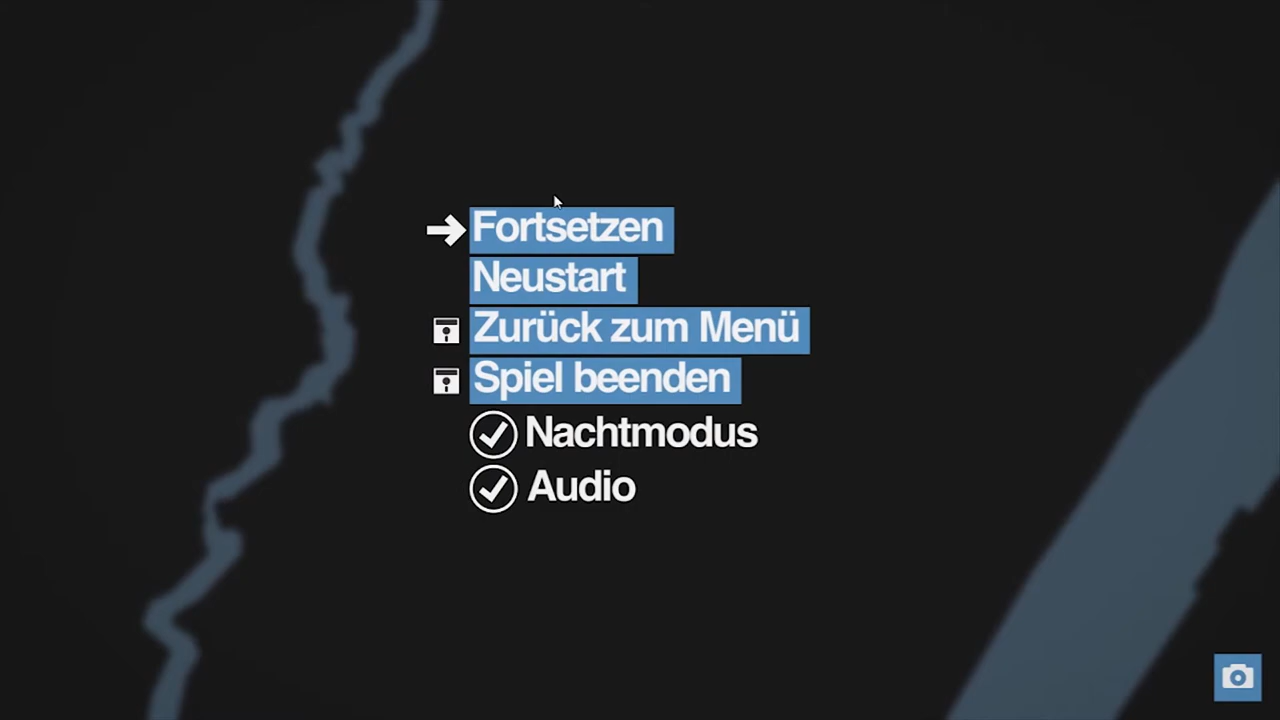 Fortsetzen
Neustart
Zurück zum Menü
Spiel beenden
Nachtmodus
Audio